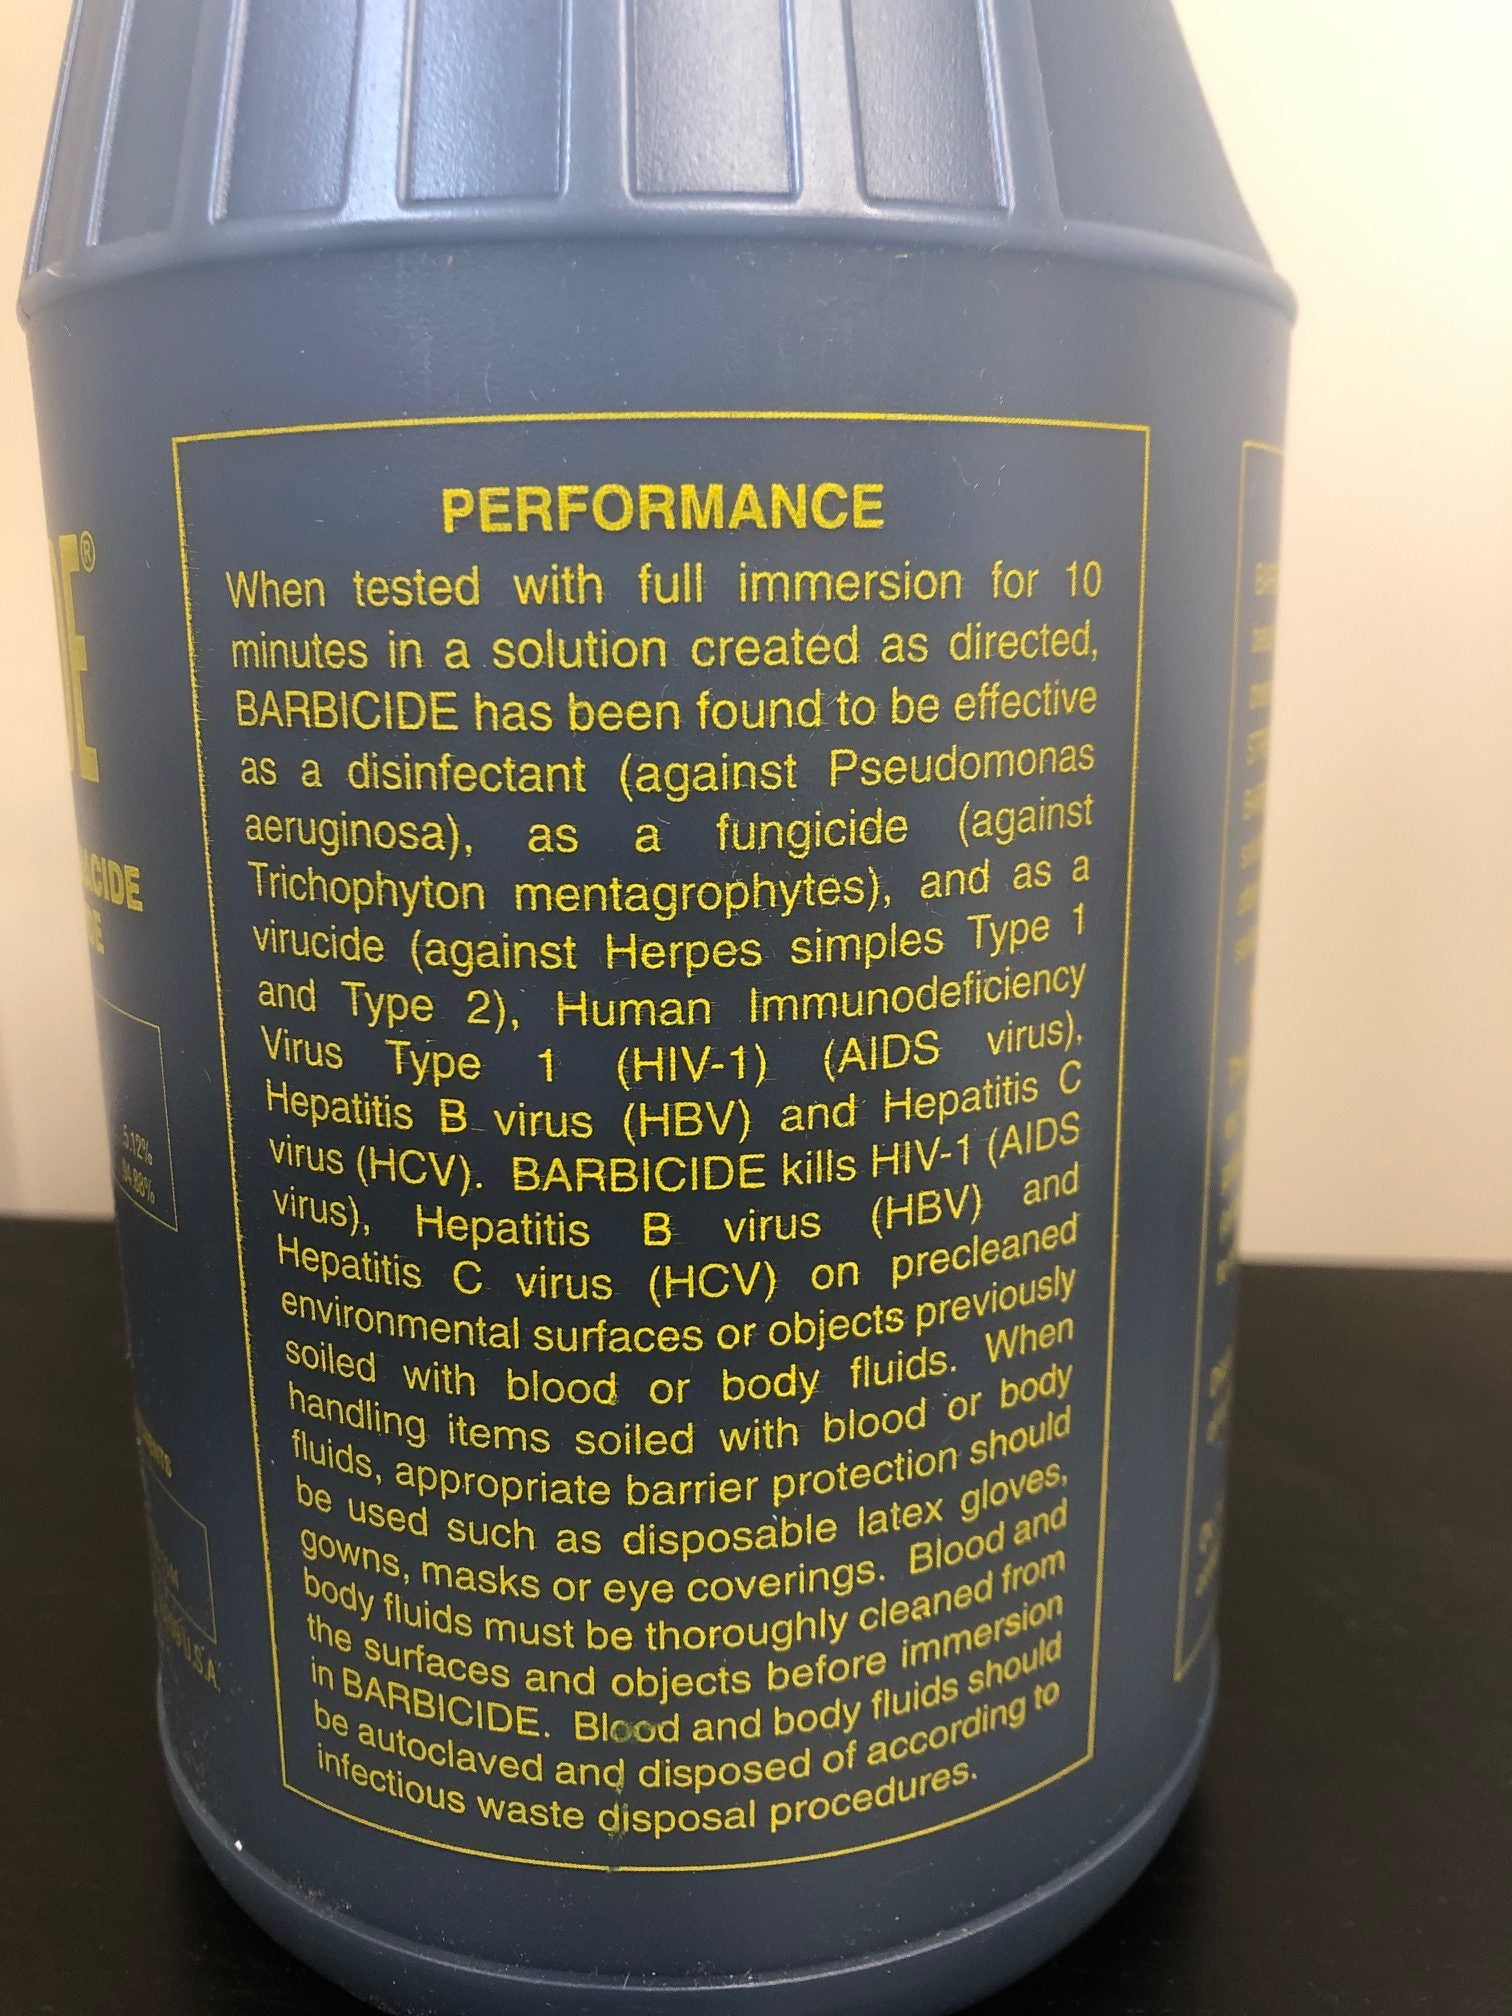 PERFORMANCE
When tested with full immersion for 10
minutes in a solution created as directed,
BARBICIDE has been found to be effective
as a disinfectant (against Pseudomonas
aeruginosa), as a fungicide (against
Trichophyton mentagrophytes), and as a
virucide (against Herpes simples Type 1
and Type 2), Human Immunodeficiency
Virus Type 1 (HIV-1) (AIDS virus),
Hepatitis B virus (HBV) and Hepatitis C
virus (HCV). BARBICIDE kills HIV-1 (AIDS
virus), Hepatitis B virus (HBV) and
Hepatitis C virus (HCV) on precleaned
environmental surfaces or objects previously
soiled with blood or body fluids. When
handling items soiled with blood or body
fluids, appropriate barrier protection should
be used such as disposable latex gloves,
gowns, masks or eye coverings. Blood and
body fluids must be thoroughly cleaned from
the surfaces and objects before immersion
in BARBICIDE. Blood and body fluids should
be autoclaved and disposed of according to
infectious waste disposal procedures.
DE®
5.12%
94.88%
U.S.A.